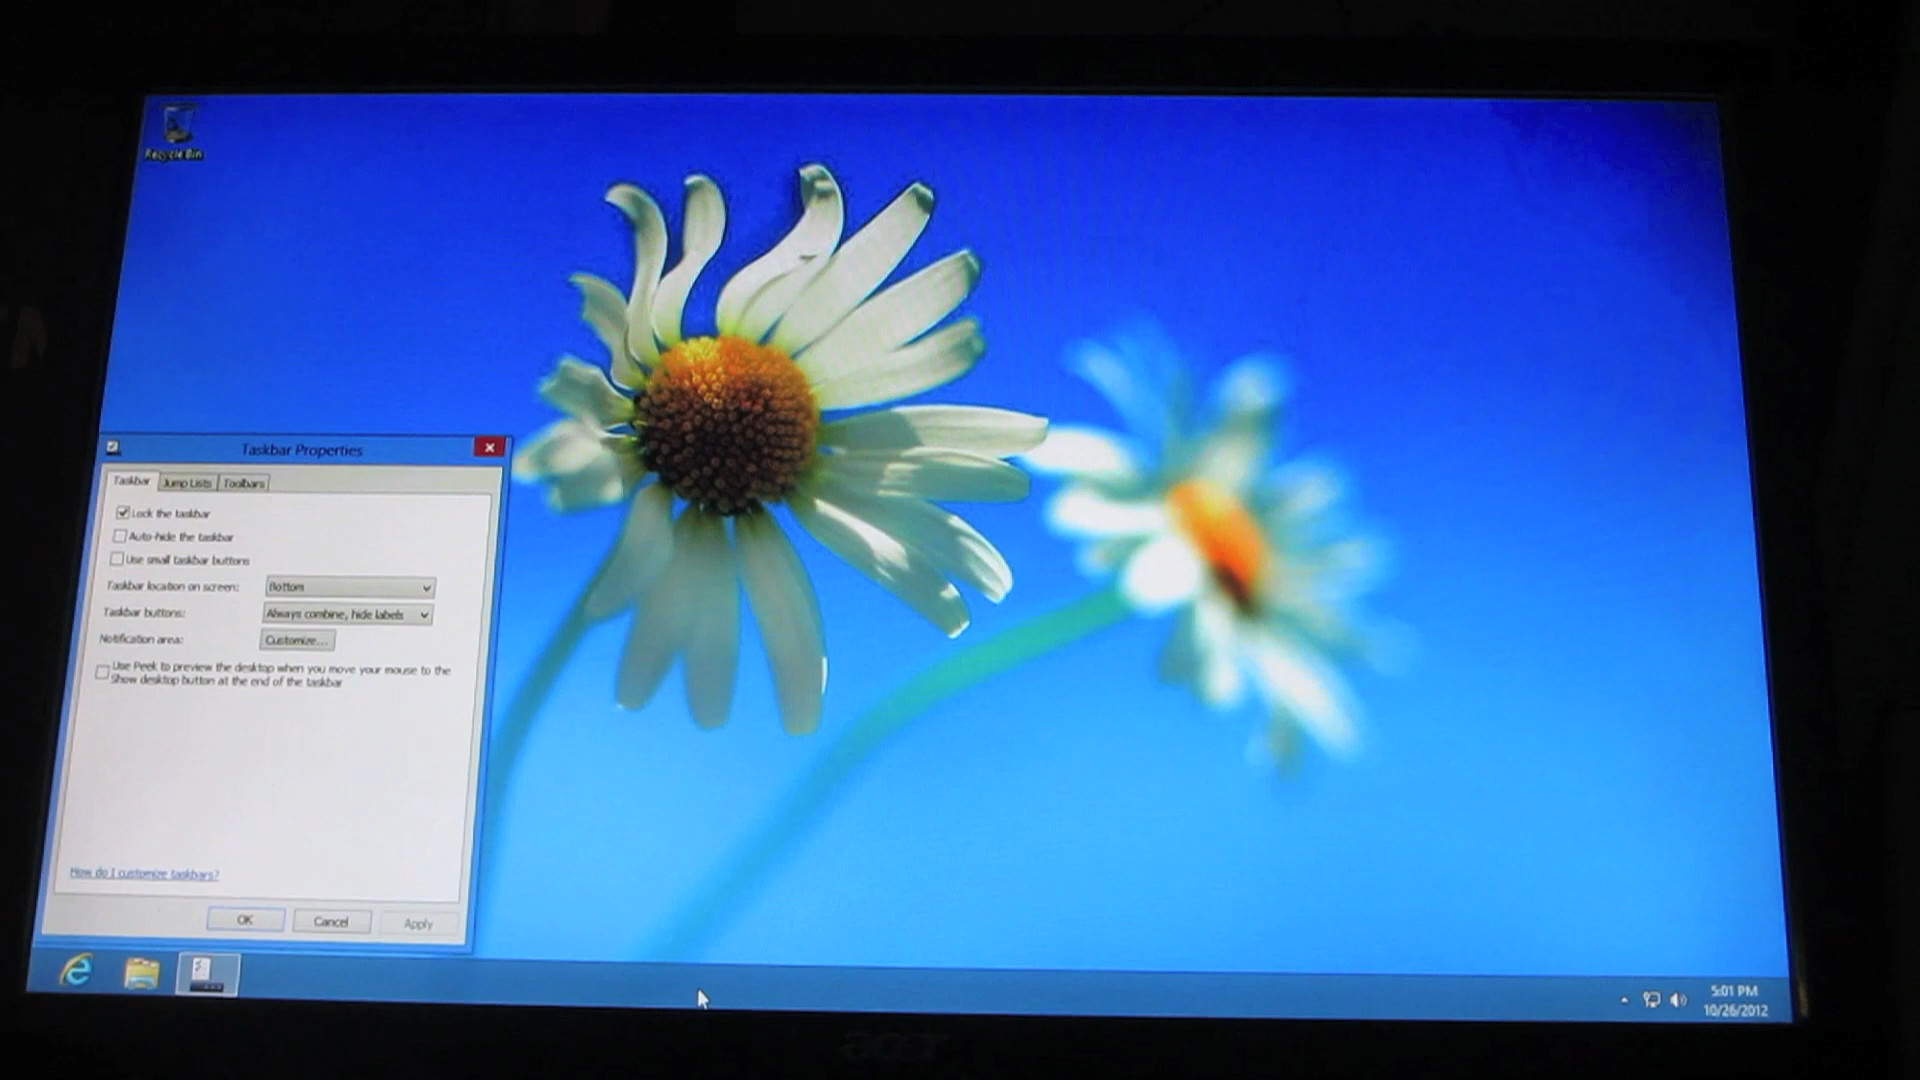 Recycle Bin
Taskbar Properties
Taskbar
Jump Lists
Toolbars
Lock the taskbar
Auto-hide the taskbar
Use small taskbar buttons
Taskbar location on screen:
Bottom
Taskbar buttons:
Always combine, hide labels
Notification area:
Customize...
Use Peek to preview the desktop when you move your mouse to the
Show desktop button at the end of the taskbar
How do I customize taskbars?
OK
Cancel
Apply
5:01 PM
10/26/2012
acer